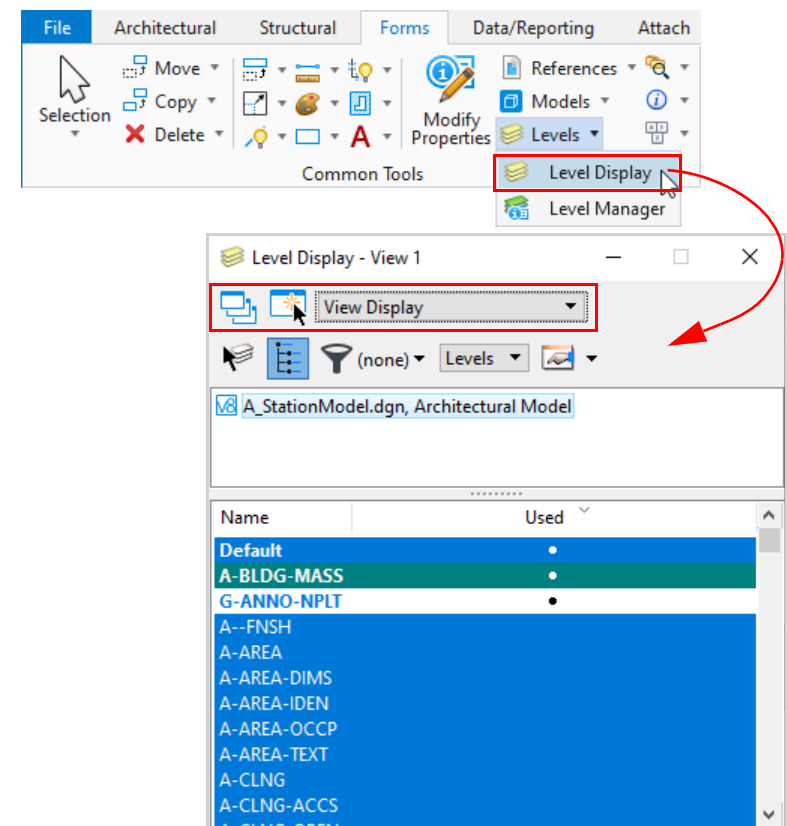 File Architectural Structural Forms Data/Reporting Attach
Move References
Copy Models
Selection Modify Properties
Delete Levels
Common Tools
Level Display
Level Manager
Level Display - View 1
View Display
(none) Levels
V8 A_StationModel.dgn, Architectural Model
Name Used
Default
A-BLDG-MASS
G-ANNO-NPLT
A--FNSH
A-AREA
A-AREA-DIMS
A-AREA-IDEN
A-AREA-OCCP
A-AREA-TEXT
A-CLNG
A-CLNG-ACCS